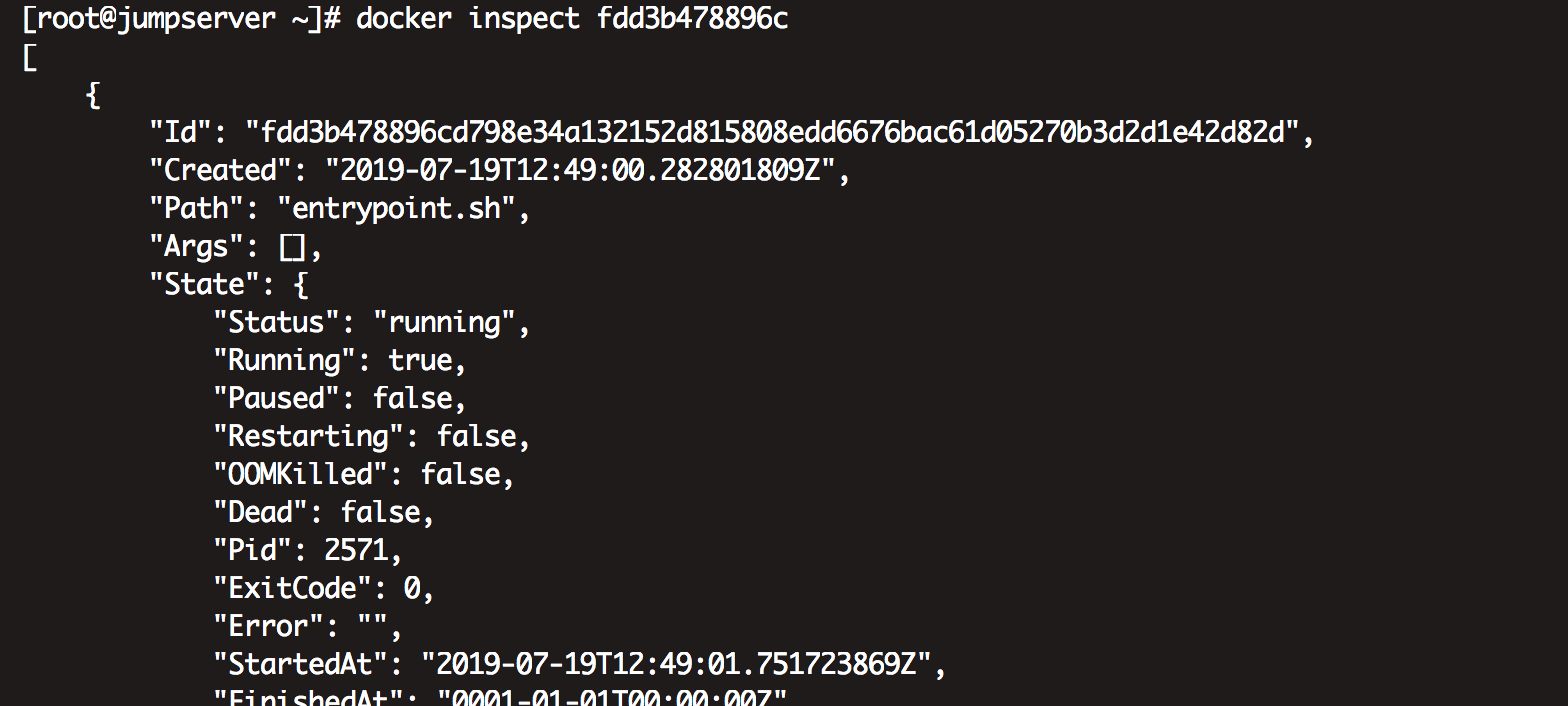 [root@jumpserver ~]# docker inspect fdd3b478896c
[
    {
        "Id": "fdd3b478896cd798e34a132152d815808edd6676bac61d05270b3d2d1e42d82d",
        "Created": "2019-07-19T12:49:00.282801809Z",
        "Path": "entrypoint.sh",
        "Args": [],
        "State": {
            "Status": "running",
            "Running": true,
            "Paused": false,
            "Restarting": false,
            "OOMKilled": false,
            "Dead": false,
            "Pid": 2571,
            "ExitCode": 0,
            "Error": "",
            "StartedAt": "2019-07-19T12:49:01.751723869Z",
            "FinishedAt": "0001-01-01T00:00:00Z"